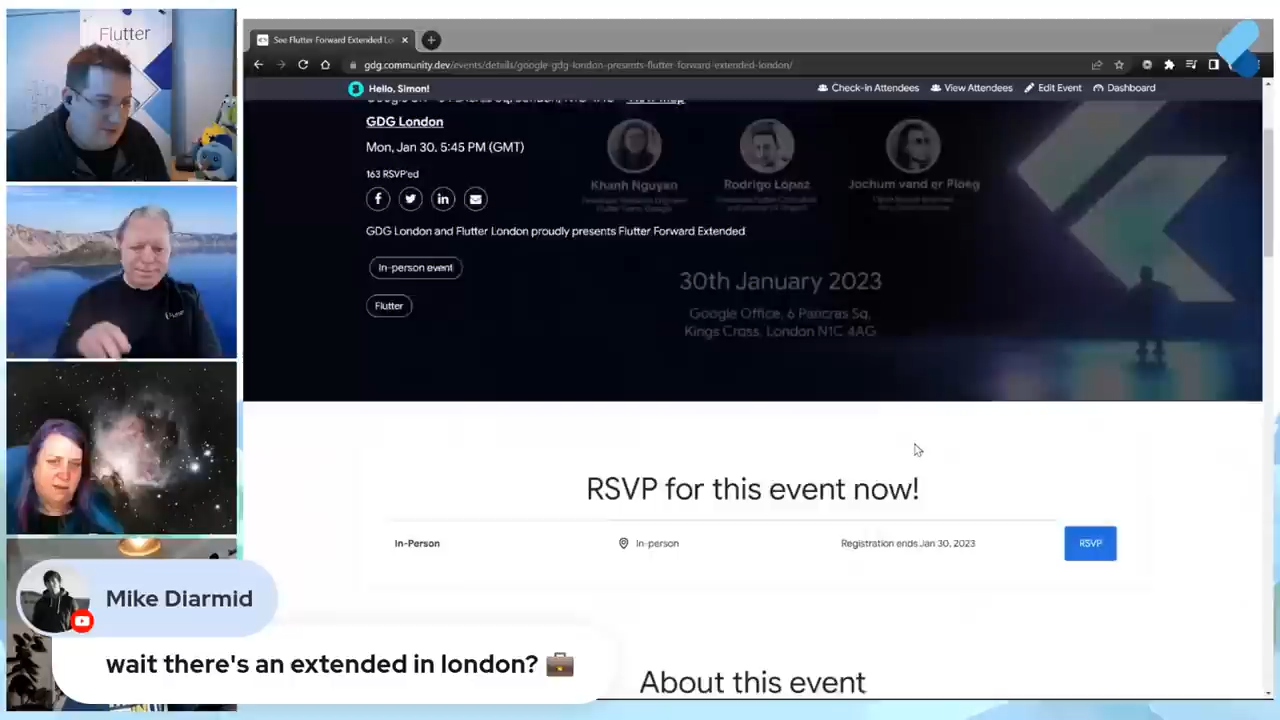 Flutter
See Flutter Forward Extended Lo
gdg.community.dev/events/details/google-gdg-london-presents-flutter-forward-extended-london/
Hello, Simon!
Check-in Attendees
View Attendees
Edit Event
Dashboard
GDG London
Mon, Jan 30, 5:45 PM (GMT)
163 RSVP'ed
GDG London and Flutter London proudly presents Flutter Forward Extended
In-person event
Flutter
Khanh Nguyen
Rodrigo López
Jochum vand er Ploeg
30th January 2023
Google Office, 6 Pancras Sq,
Kings Cross, London N1C 4AG
RSVP for this event now!
In-Person
In-person
Registration ends Jan 30, 2023
RSVP
About this event
Mike Diarmid
wait there's an extended in london? 💼